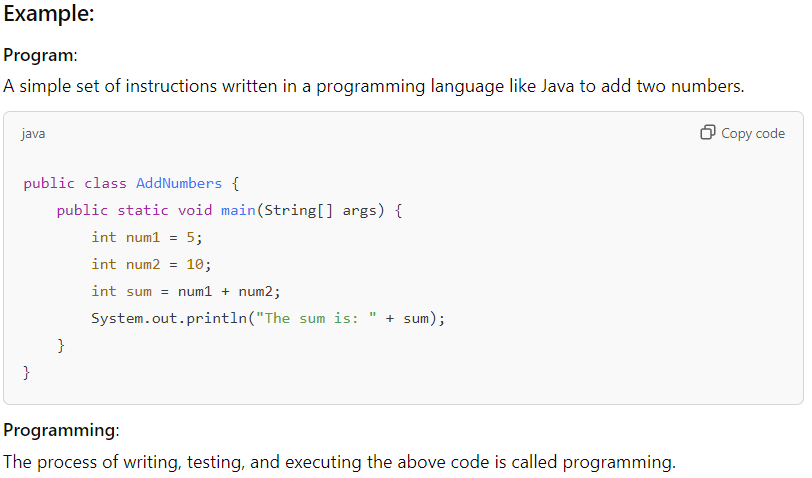 Example:
Program:
A simple set of instructions written in a programming language like Java to add two numbers.
java
Copy code
public class AddNumbers {
    public static void main(String[] args) {
        int num1 = 5;
        int num2 = 10;
        int sum = num1 + num2;
        System.out.println("The sum is: " + sum);
    }
}
Programming:
The process of writing, testing, and executing the above code is called programming.